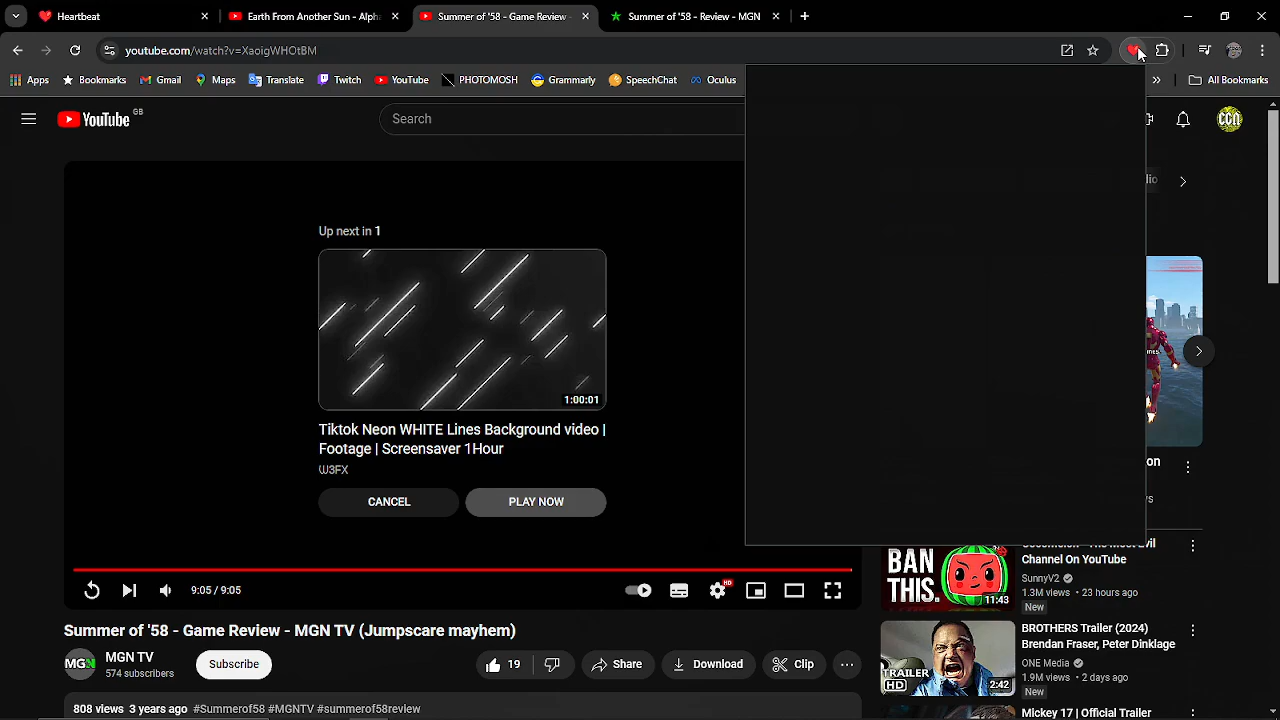 Heartbeat
Earth From Another Sun - Alph
Summer of '58 - Game Review -
Summer of '58 - Review - MGN
youtube.com/watch?v=XaoigWHOtBM
Apps
Bookmarks
Gmail
Maps
Translate
Twitch
YouTube
PHOTOMOSH
Grammarly
SpeechChat
Oculus
All Bookmarks
YouTube GB
Search
CCN
Up next in 1
1:00:01
Tiktok Neon WHITE Lines Background video |
Footage | Screensaver 1Hour
W3FX
CANCEL
PLAY NOW
9:05 / 9:05
HD
Summer of '58 - Game Review - MGN TV (Jumpscare mayhem)
MGN
MGN TV
574 subscribers
Subscribe
19
Share
Download
Clip
808 views 3 years ago #Summerof58 #MGNTV #summerof58review
on
BAN
THIS.
11:43
Channel On YouTube
SunnyV2
1.3M views • 23 hours ago
New
TRAILER
HD
2:42
BROTHERS Trailer (2024)
Brendan Fraser, Peter Dinklage
ONE Media
1.9M views • 2 days ago
New
Mickey 17 | Official Trailer